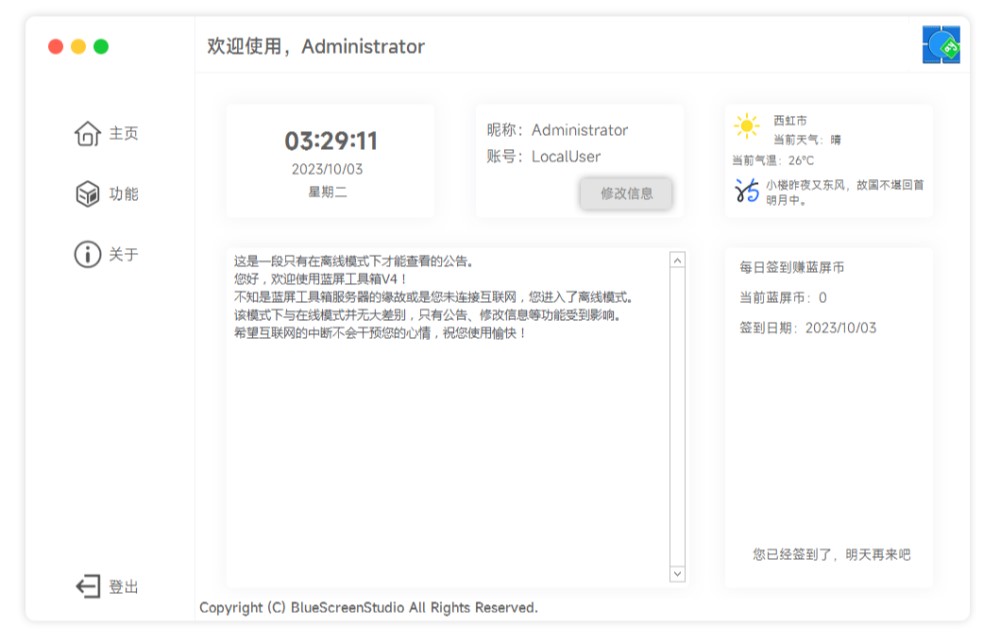 欢迎使用，Administrator
主页
功能
关于
登出
03:29:11
2023/10/03
星期二
昵称：Administrator
账号：LocalUser
修改信息
西虹市
当前天气：晴
当前气温：26℃
小楼昨夜又东风，故国不堪回首
明月中。
这是一段只有在离线模式下才能查看的公告。
您好，欢迎使用蓝屏工具箱V4！
不知是蓝屏工具箱服务器的缘故或是您未连接互联网，您进入了离线模式。
该模式下与在线模式并无大差别，只有公告、修改信息等功能受到影响。
希望互联网的中断不会干预您的心情，祝您使用愉快！
每日签到赚蓝屏币
当前蓝屏币：0
签到日期：2023/10/03
您已经签到了，明天再来吧
Copyright (C) BlueScreenStudio All Rights Reserved.